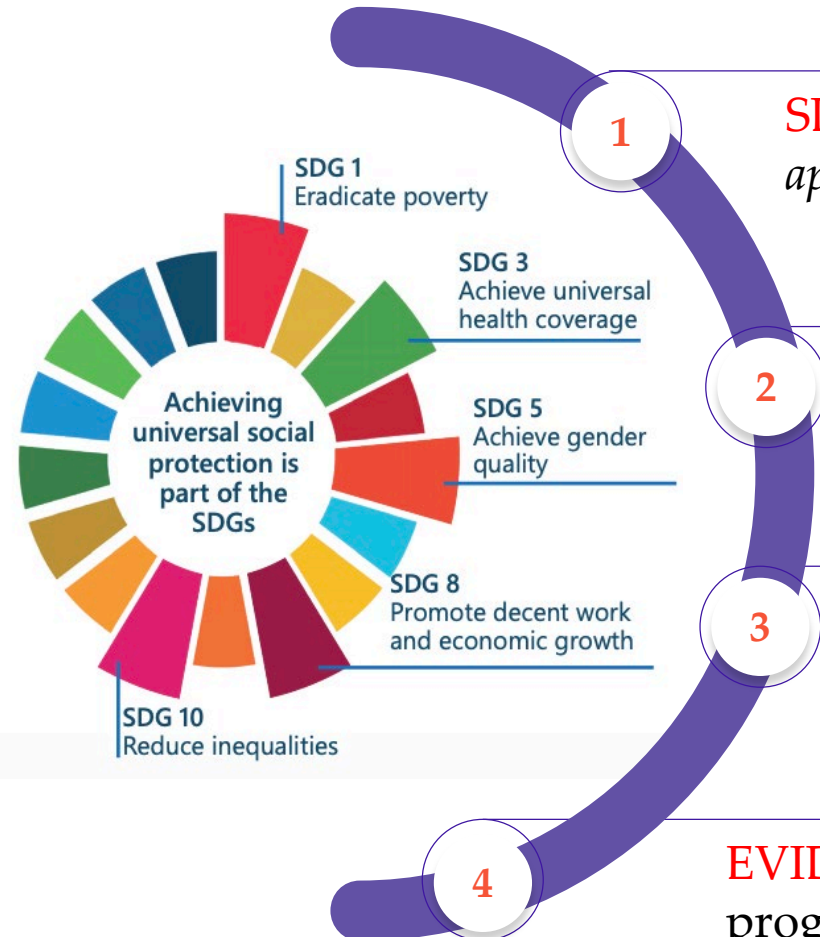 SDG 1
Eradicate poverty
SDG 3
Achieve universal
health coverage
SDG 5
Achieve gender
quality
Achieving
universal social
protection is
part of the
SDGs
SDG 8
Promote decent work
and economic growth
SDG 10
Reduce inequalities
1
2
3
4